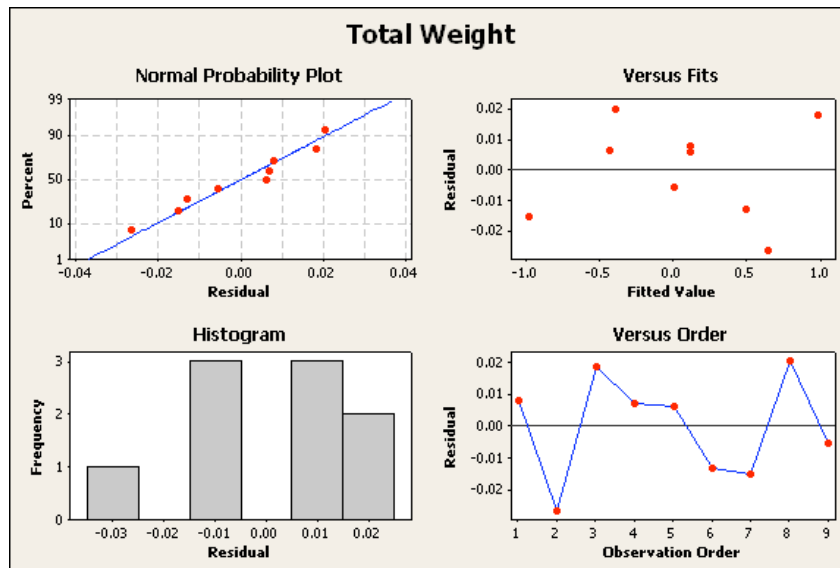 Total Weight
Normal Probability Plot
99
90
50
10
1
Percent
-0.04 -0.02 0.00 0.02 0.04
Residual
Versus Fits
0.02
0.01
0.00
-0.01
-0.02
Residual
-1.0 -0.5 0.0 0.5 1.0
Fitted Value
Histogram
3
2
1
0
Frequency
-0.03 -0.02 -0.01 0.00 0.01 0.02
Residual
Versus Order
0.02
0.01
0.00
-0.01
-0.02
Residual
1 2 3 4 5 6 7 8 9
Observation Order